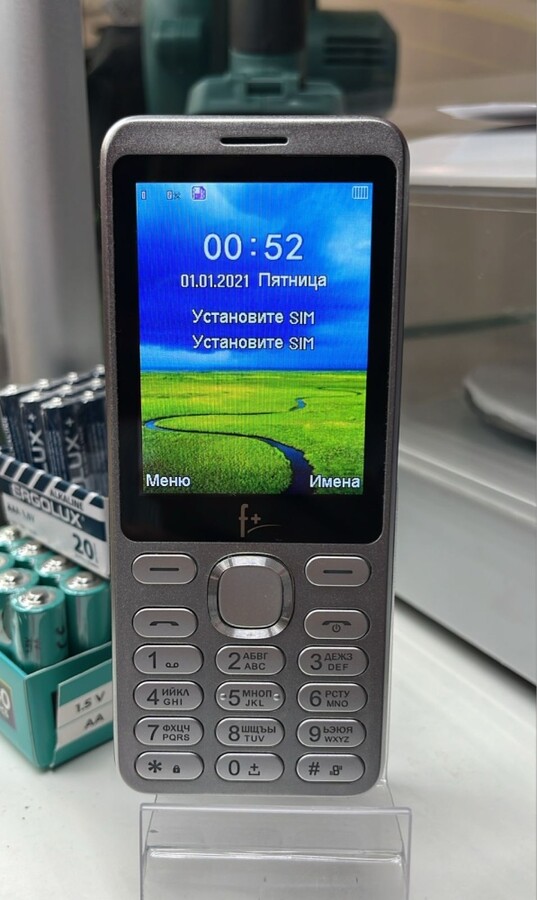 00:52
01.01.2021 Пятница
Установите SIM
Установите SIM
Меню Имена
f+
1
2 АБВГ ABC
3 ДЕЖЗ DEF
4 ИЙКЛ GHI
5 МНОП JKL
6 РСТУ MNO
7 ФХЦЧ PQRS
8 ШЩЪЫ TUV
9 ЬЭЮЯ WXYZ
* 0 #
ALKALINE
ERGOLUX
20
LUX
1.5 V
AA